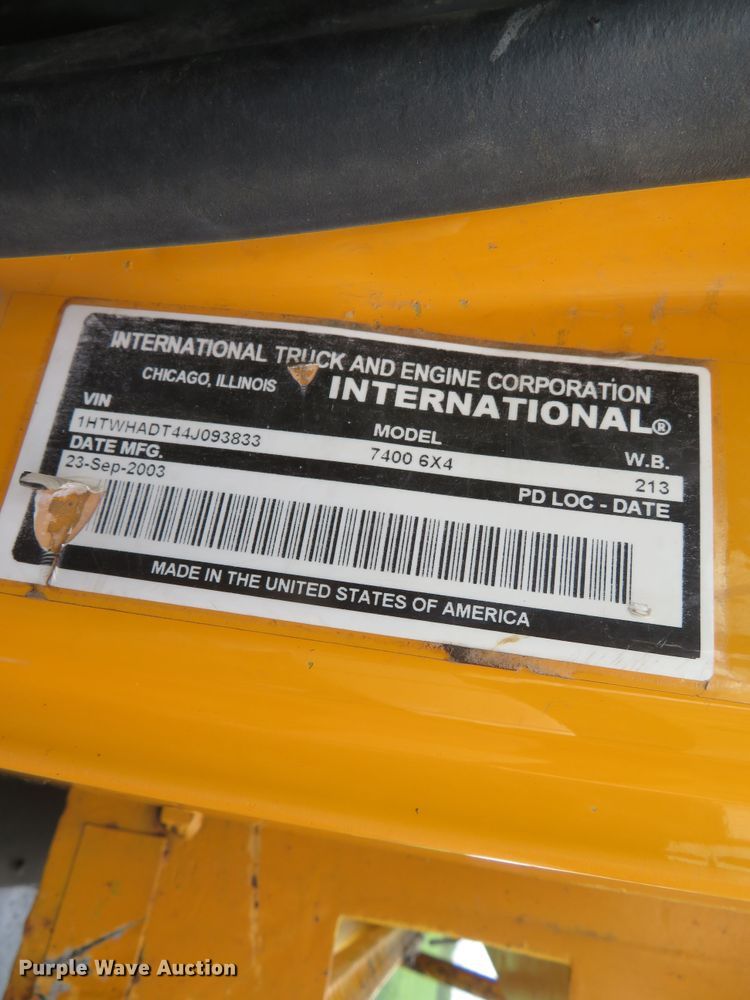 INTERNATIONAL TRUCK AND ENGINE CORPORATION
CHICAGO, ILLINOIS INTERNATIONAL®
VIN MODEL W.B.
1HTWHADT44J093833 7400 6X4 213
DATE MFG. PD LOC - DATE
23-Sep-2003
MADE IN THE UNITED STATES OF AMERICA
Purple Wave Auction